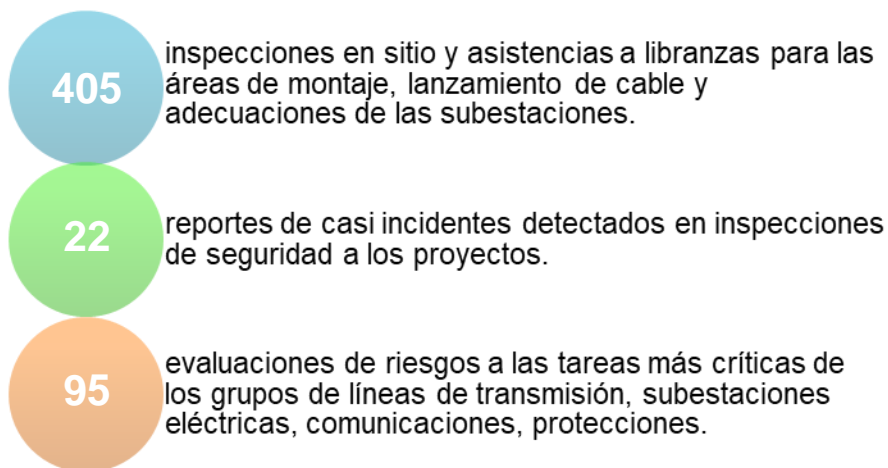 405
inspecciones en sitio y asistencias a libranzas para las
áreas de montaje, lanzamiento de cable y
adecuaciones de las subestaciones.
22
reportes de casi incidentes detectados en inspecciones
de seguridad a los proyectos.
95
evaluaciones de riesgos a las tareas más críticas de
los grupos de líneas de transmisión, subestaciones
eléctricas, comunicaciones, protecciones.